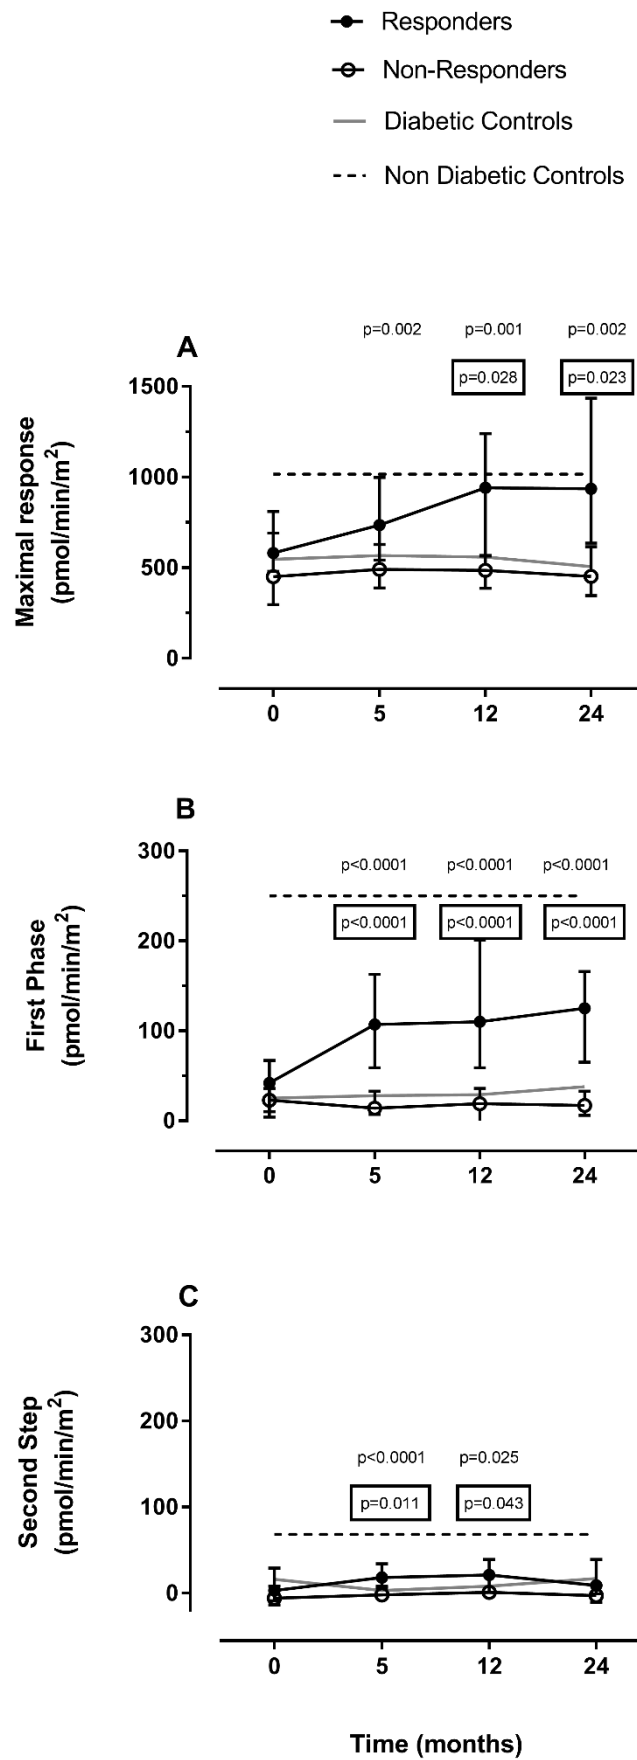 Responders
Non-Responders
Diabetic Controls
Non Diabetic Controls
A
p=0.002 p=0.001 p=0.002
p=0.028 p=0.023
Maximal response
(pmol/min/m²)
1500
1000
500
0
0 5 12 24
B
p<0.0001 p<0.0001 p<0.0001
p<0.0001 p<0.0001 p<0.0001
First Phase
(pmol/min/m²)
300
200
100
0
0 5 12 24
C
p<0.0001 p=0.025
p=0.011 p=0.043
Second Step
(pmol/min/m²)
300
200
100
0
0 5 12 24
Time (months)